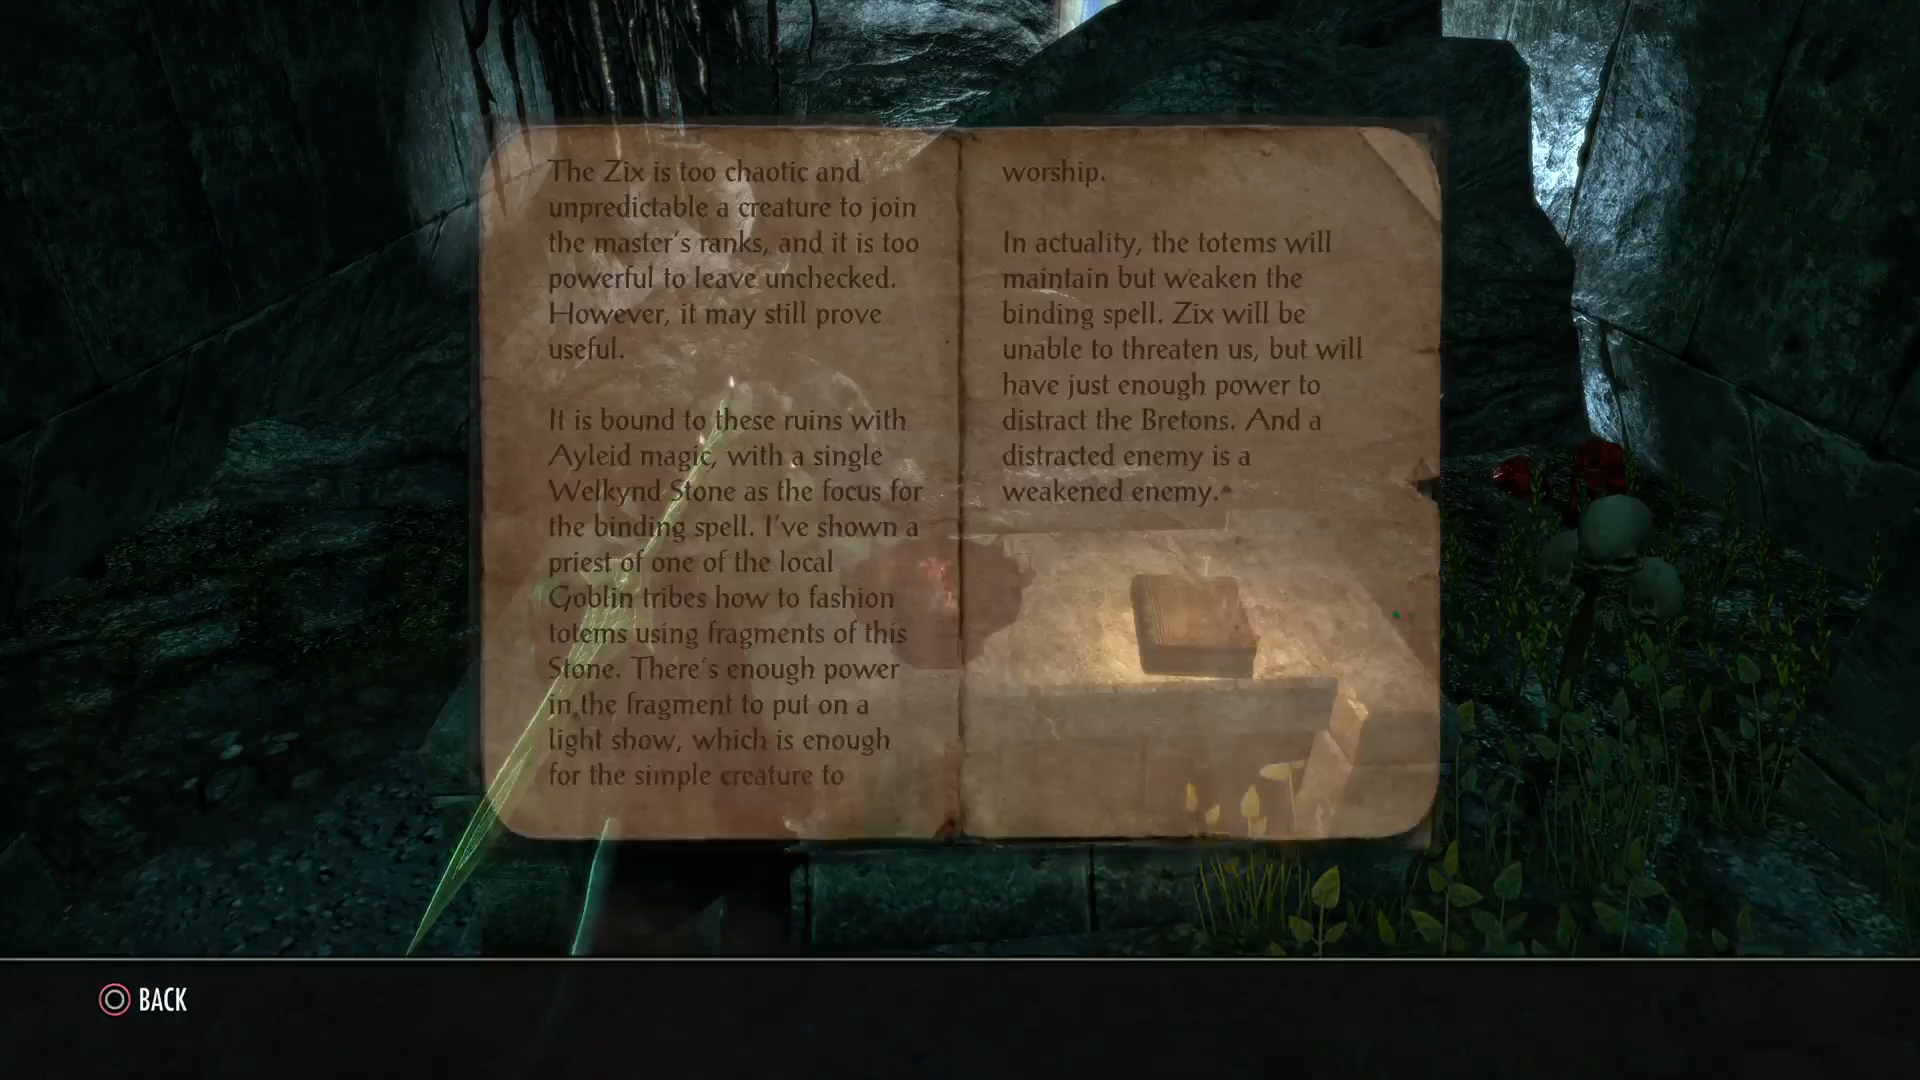 The Zix is too chaotic and
unpredictable a creature to join
the master's ranks, and it is too
powerful to leave unchecked.
However, it may still prove
useful.
It is bound to these ruins with
Ayleid magic, with a single
Welkynd Stone as the focus for
the binding spell. I've shown a
priest of one of the local
Goblin tribes how to fashion
totems using fragments of this
Stone. There's enough power
in the fragment to put on a
light show, which is enough
for the simple creature to
worship.
In actuality, the totems will
maintain but weaken the
binding spell. Zix will be
unable to threaten us, but will
have just enough power to
distract the Bretons. And a
distracted enemy is a
weakened enemy.
BACK